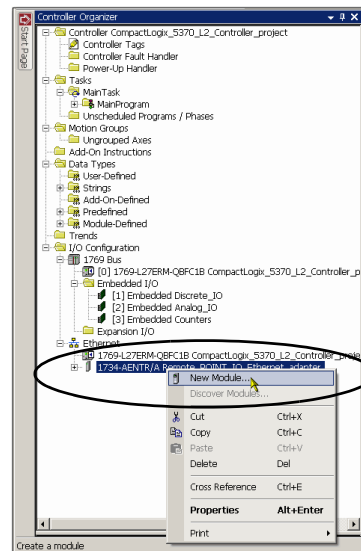 Controller Organizer
Start Page
Controller CompactLogix_5370_L2_Controller_project
Controller Tags
Controller Fault Handler
Power-Up Handler
Tasks
MainTask
MainProgram
Unscheduled Programs / Phases
Motion Groups
Ungrouped Axes
Add-On Instructions
Data Types
User-Defined
Strings
Add-On-Defined
Predefined
Module-Defined
Trends
I/O Configuration
1769 Bus
[0] 1769-L27ERM-QBFC1B CompactLogix_5370_L2_Controller_p
Embedded I/O
[1] Embedded Discrete_IO
[2] Embedded Analog_IO
[3] Embedded Counters
Expansion I/O
Ethernet
1769-L27ERM-QBFC1B CompactLogix_5370_L2_Controller_proje
1734-AENTR/A Remote_POINT_IO_Ethernet_adapter
New Module...
Discover Modules...
Cut Ctrl+X
Copy Ctrl+C
Paste Ctrl+V
Delete Del
Cross Reference Ctrl+E
Properties Alt+Enter
Print
Create a module